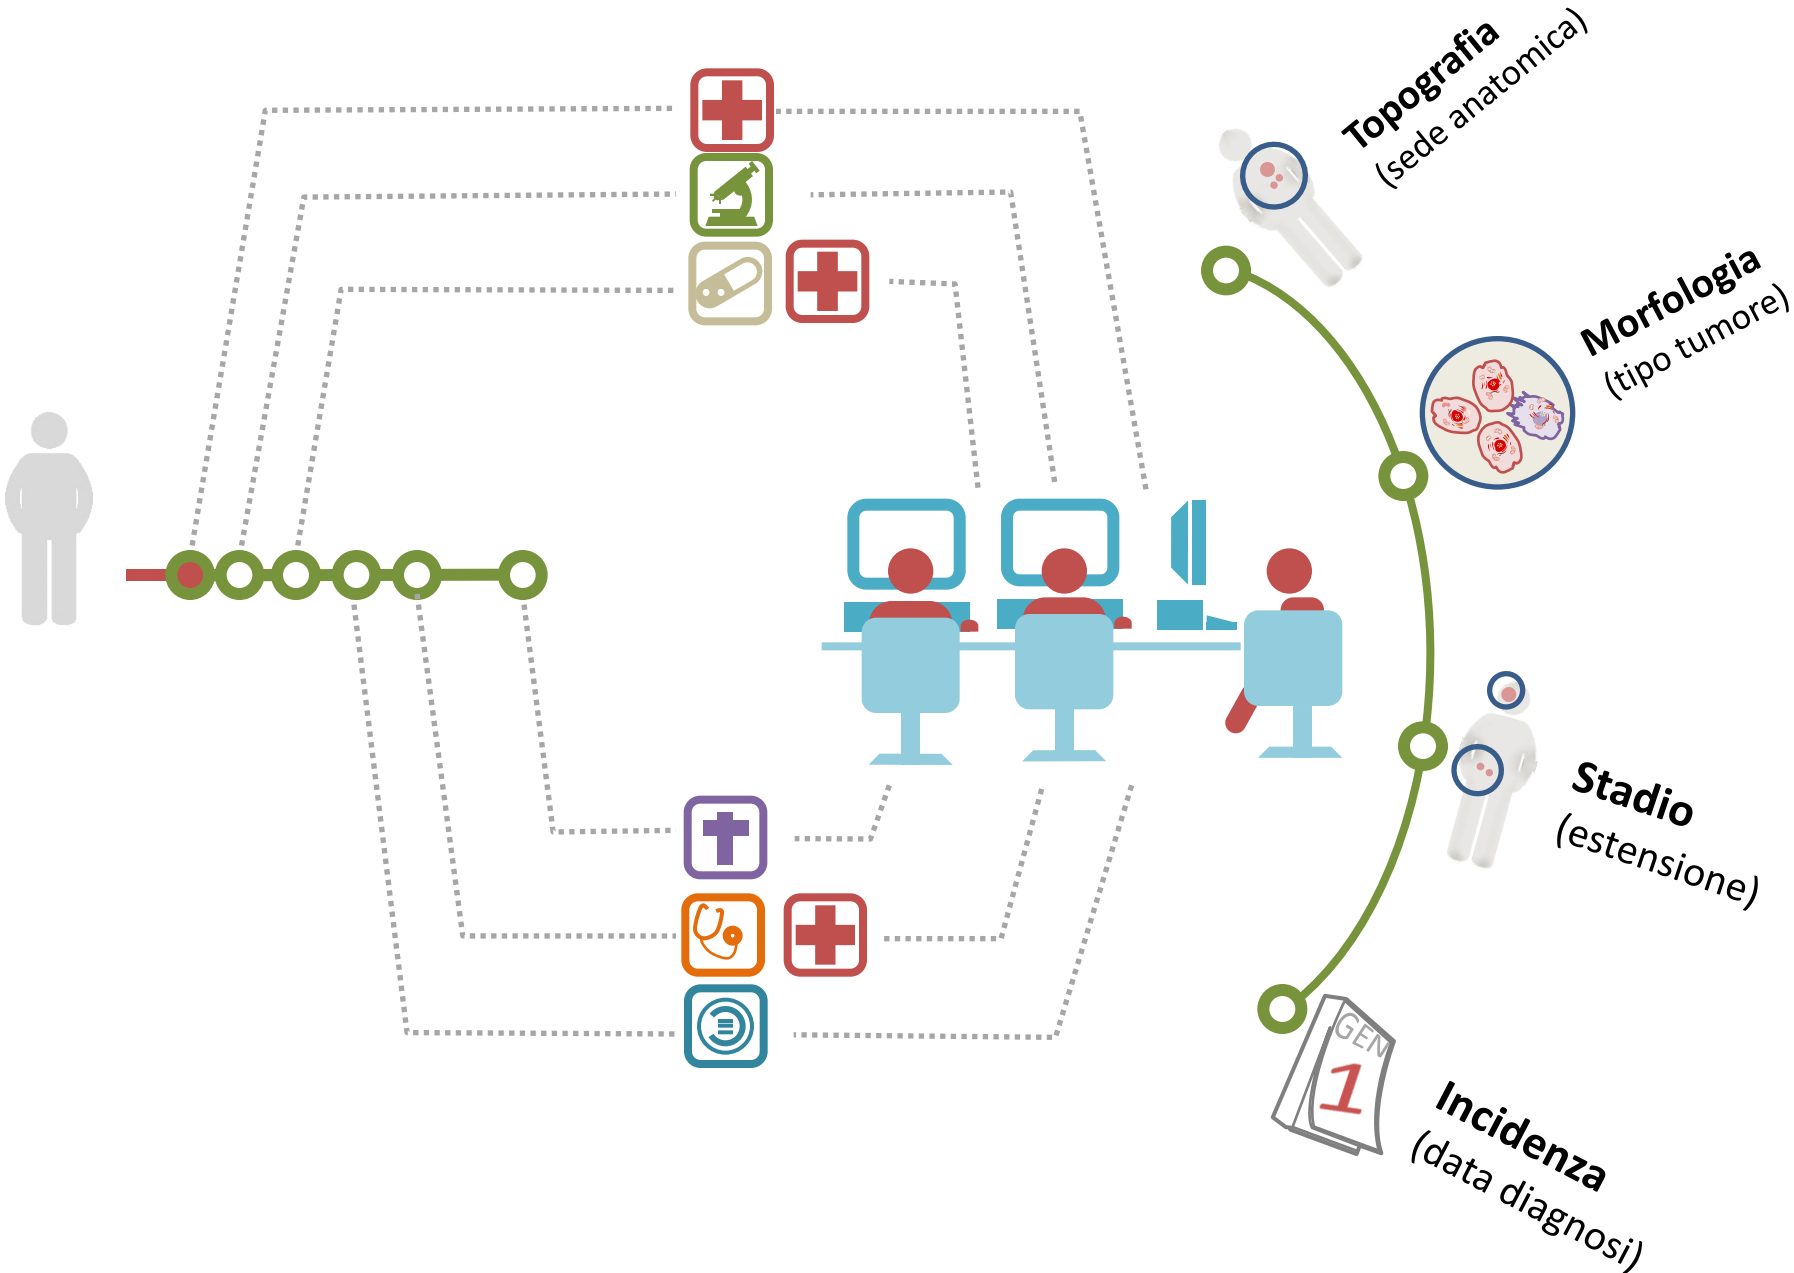 Topografia
(sede anatomica)
Morfologia
(tipo tumore)
Stadio
(estensione)
GEN
1
Incidenza
(data diagnosi)